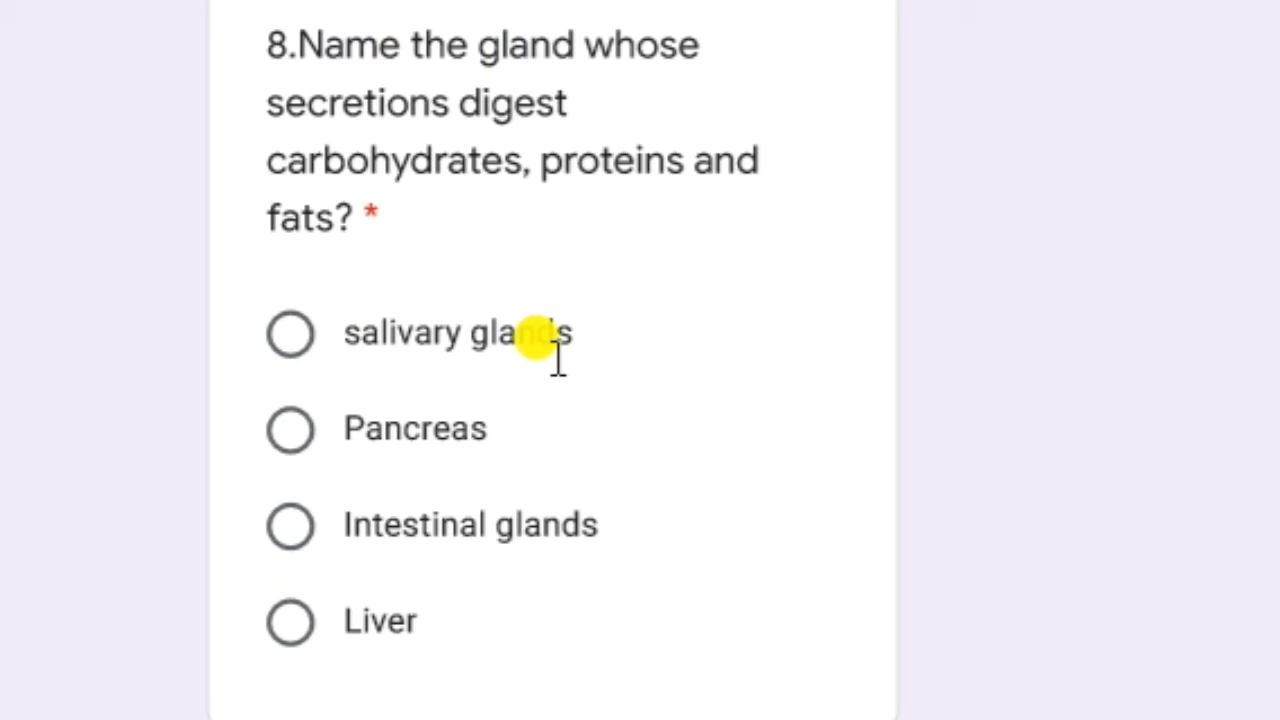 8.Name the gland whose
secretions digest
carbohydrates, proteins and
fats? *
salivary glands
Pancreas
Intestinal glands
Liver